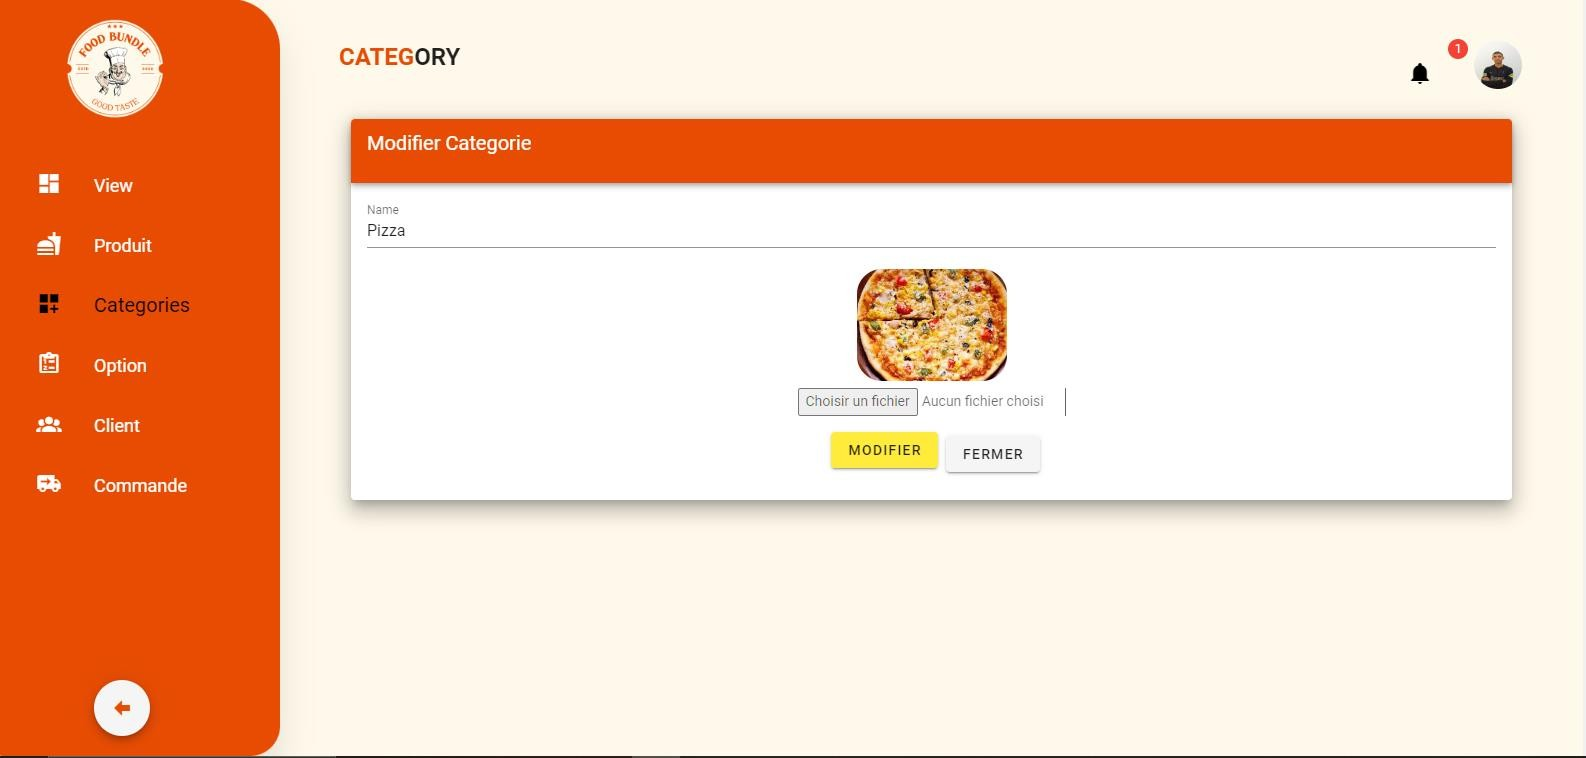 FOOD BUNDLE
ESTD
GOOD TASTE
View
Produit
Categories
Option
Client
Commande
CATEGORY
1
Modifier Categorie
Name
Pizza
Choisir un fichier Aucun fichier choisi
MODIFIER FERMER